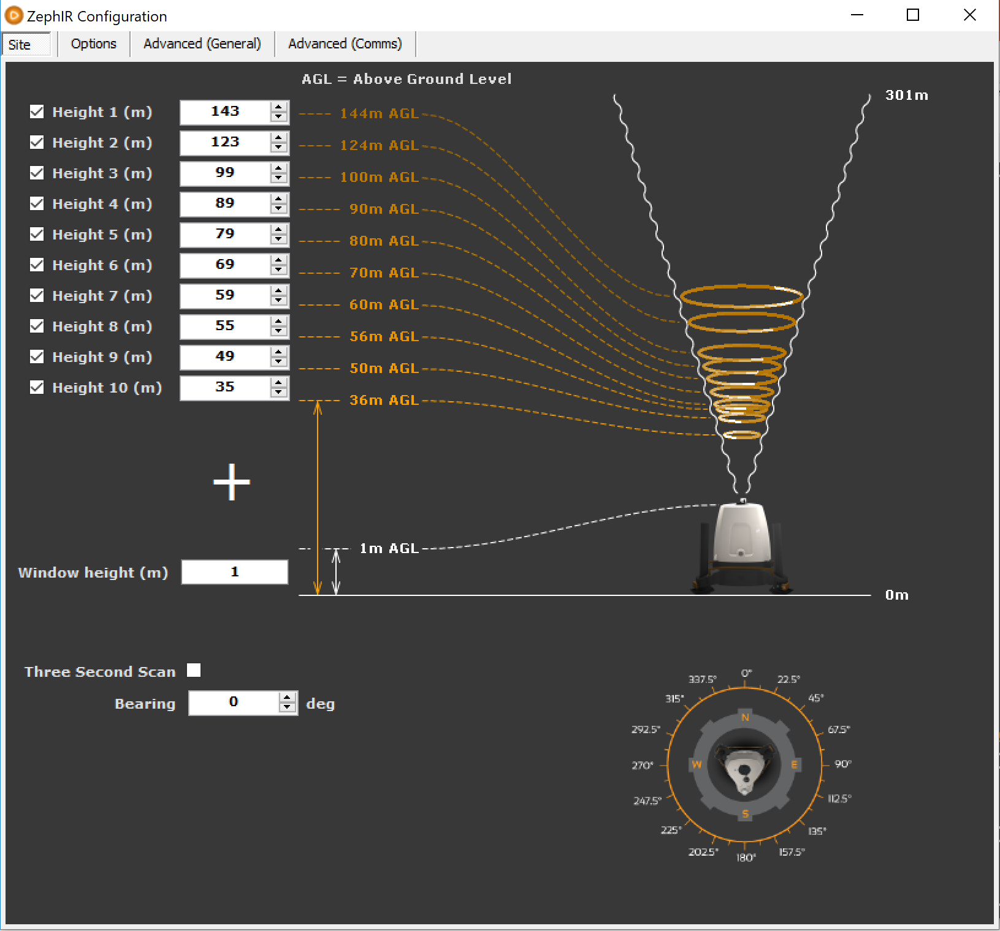 ZephIR Configuration
Site Options Advanced (General) Advanced (Comms)
AGL = Above Ground Level
301m
Height 1 (m) 143 144m AGL
Height 2 (m) 123 124m AGL
Height 3 (m) 99 100m AGL
Height 4 (m) 89 90m AGL
Height 5 (m) 79 80m AGL
Height 6 (m) 69 70m AGL
Height 7 (m) 59 60m AGL
Height 8 (m) 55 56m AGL
Height 9 (m) 49 50m AGL
Height 10 (m) 35 36m AGL
+
1m AGL
Window height (m) 1
0m
Three Second Scan
Bearing 0 deg
0°
337.5° 22.5°
315° 45°
292.5° 67.5°
N
270° W E 90°
247.5° 112.5°
S
225° 135°
202.5° 157.5°
180°